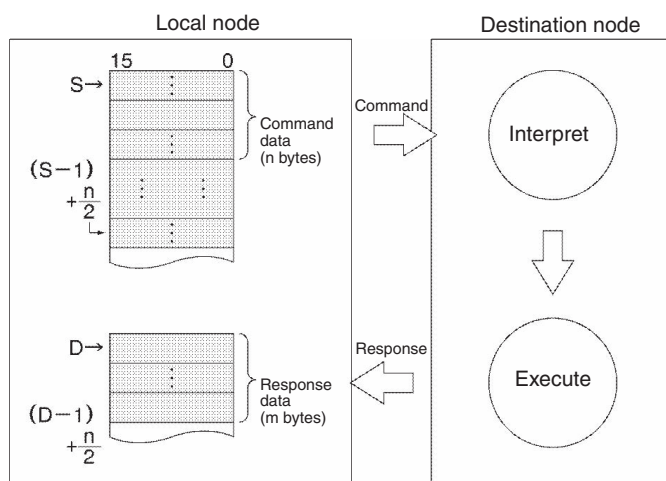 Local node
Destination node
15 0
S→
Command
data
(n bytes)
(S−1)
+n/2
Command
Interpret
D→
Response
data
(m bytes)
(D−1)
+n/2
Response
Execute